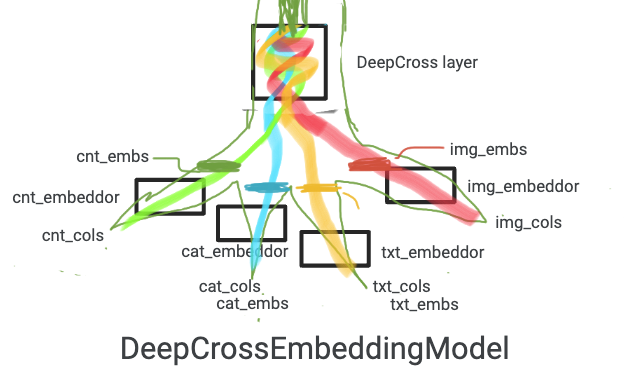 DeepCross layer
cnt_embs
img_embs
cnt_embeddor
img_embeddor
cnt_cols
img_cols
cat_embeddor
txt_embeddor
cat_cols
txt_cols
cat_embs
txt_embs
DeepCrossEmbeddingModel